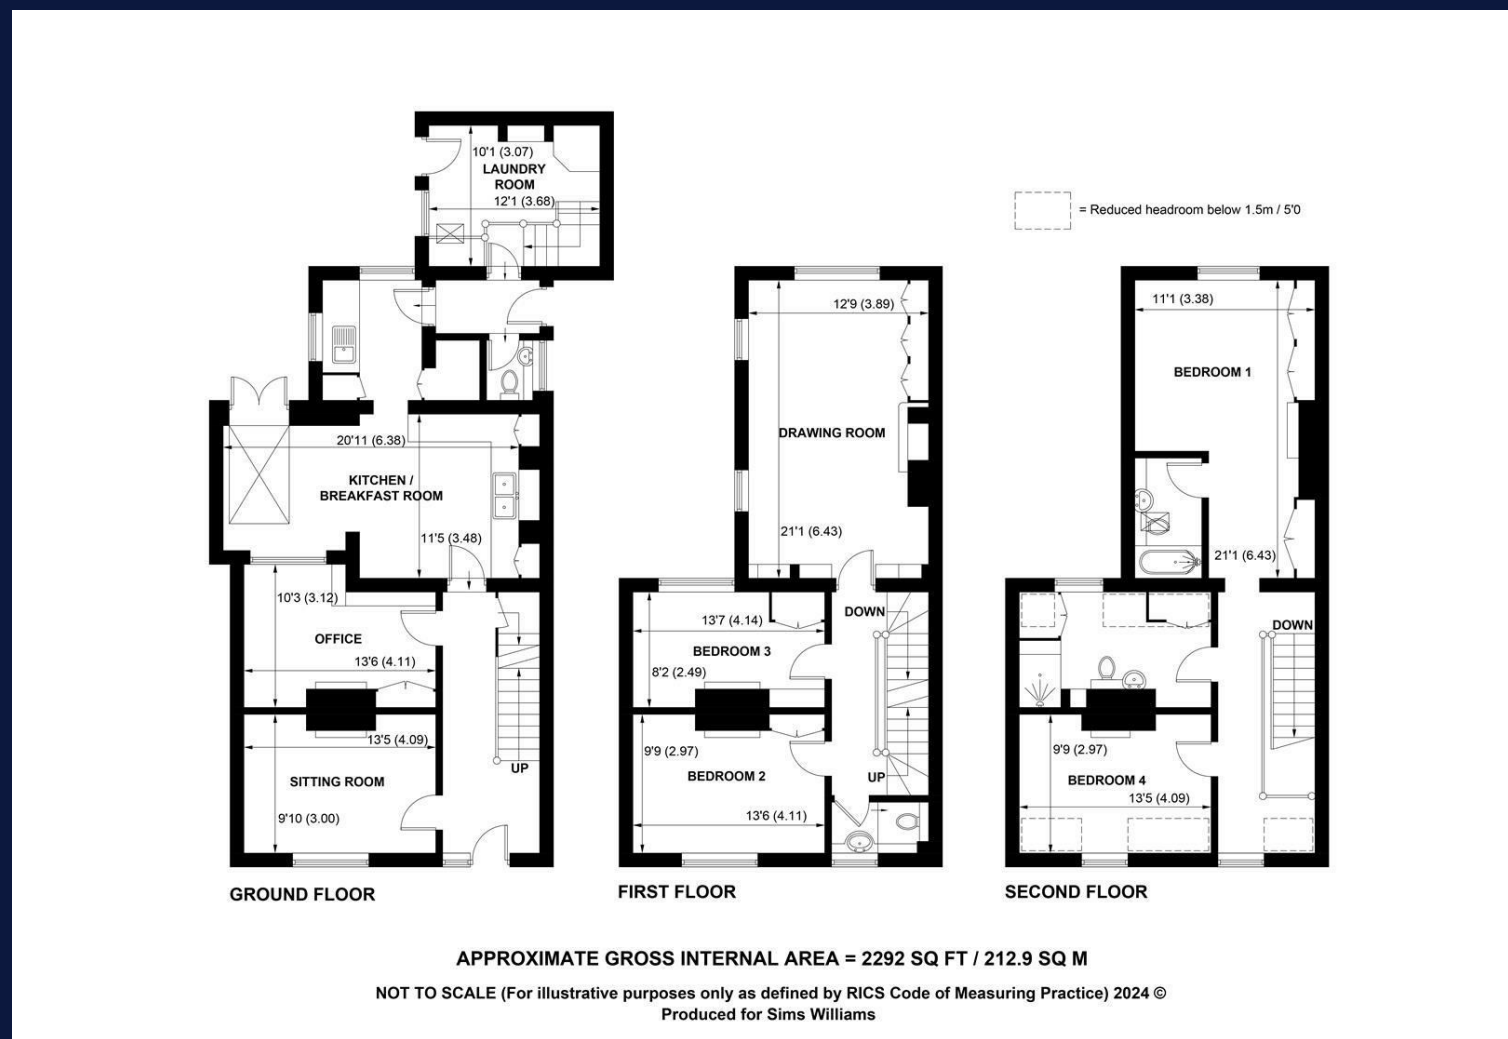 10'1 (3.07)
LAUNDRY
ROOM
12'1 (3.68)
20'11 (6.38)
KITCHEN /
BREAKFAST ROOM
11'5 (3.48)
10'3 (3.12)
OFFICE
13'6 (4.11)
13'5 (4.09)
SITTING ROOM
9'10 (3.00)
UP
GROUND FLOOR
12'9 (3.89)
DRAWING ROOM
21'1 (6.43)
DOWN
13'7 (4.14)
BEDROOM 3
8'2 (2.49)
9'9 (2.97)
BEDROOM 2
UP
13'6 (4.11)
FIRST FLOOR
= Reduced headroom below 1.5m / 5'0
11'1 (3.38)
BEDROOM 1
21'1 (6.43)
DOWN
9'9 (2.97)
BEDROOM 4
13'5 (4.09)
SECOND FLOOR
APPROXIMATE GROSS INTERNAL AREA = 2292 SQ FT / 212.9 SQ M
NOT TO SCALE (For illustrative purposes only as defined by RICS Code of Measuring Practice) 2024 ©
Produced for Sims Williams